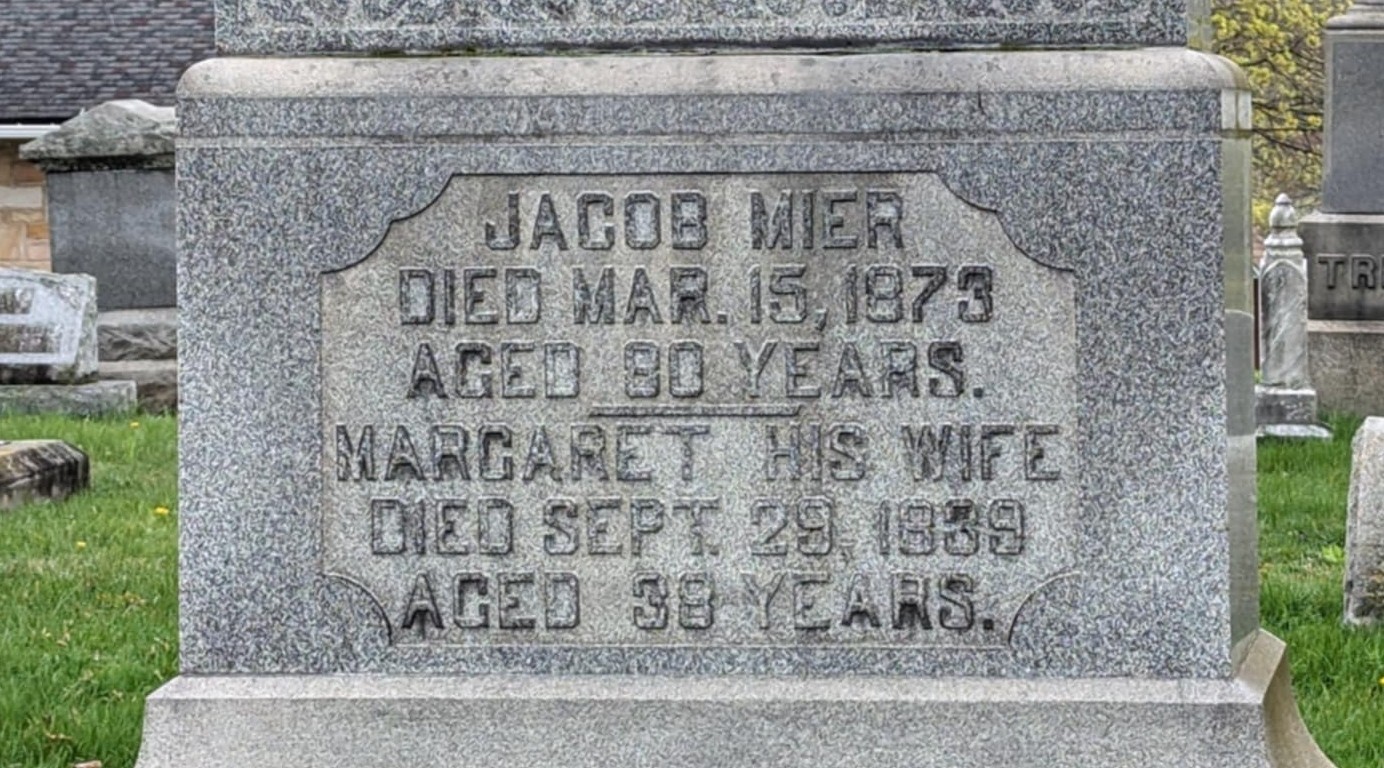 JACOB MIER
DIED MAR. 15, 1873
AGED 80 YEARS.
MARGARET HIS WIFE
DIED SEPT. 29, 1839
AGED 38 YEARS.